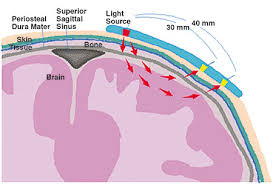 Periosteal
Dura Mater
Superior
Sagittal
Sinus
Light
Source
40 mm
30 mm
Skin
Tissue
Bone
Brain